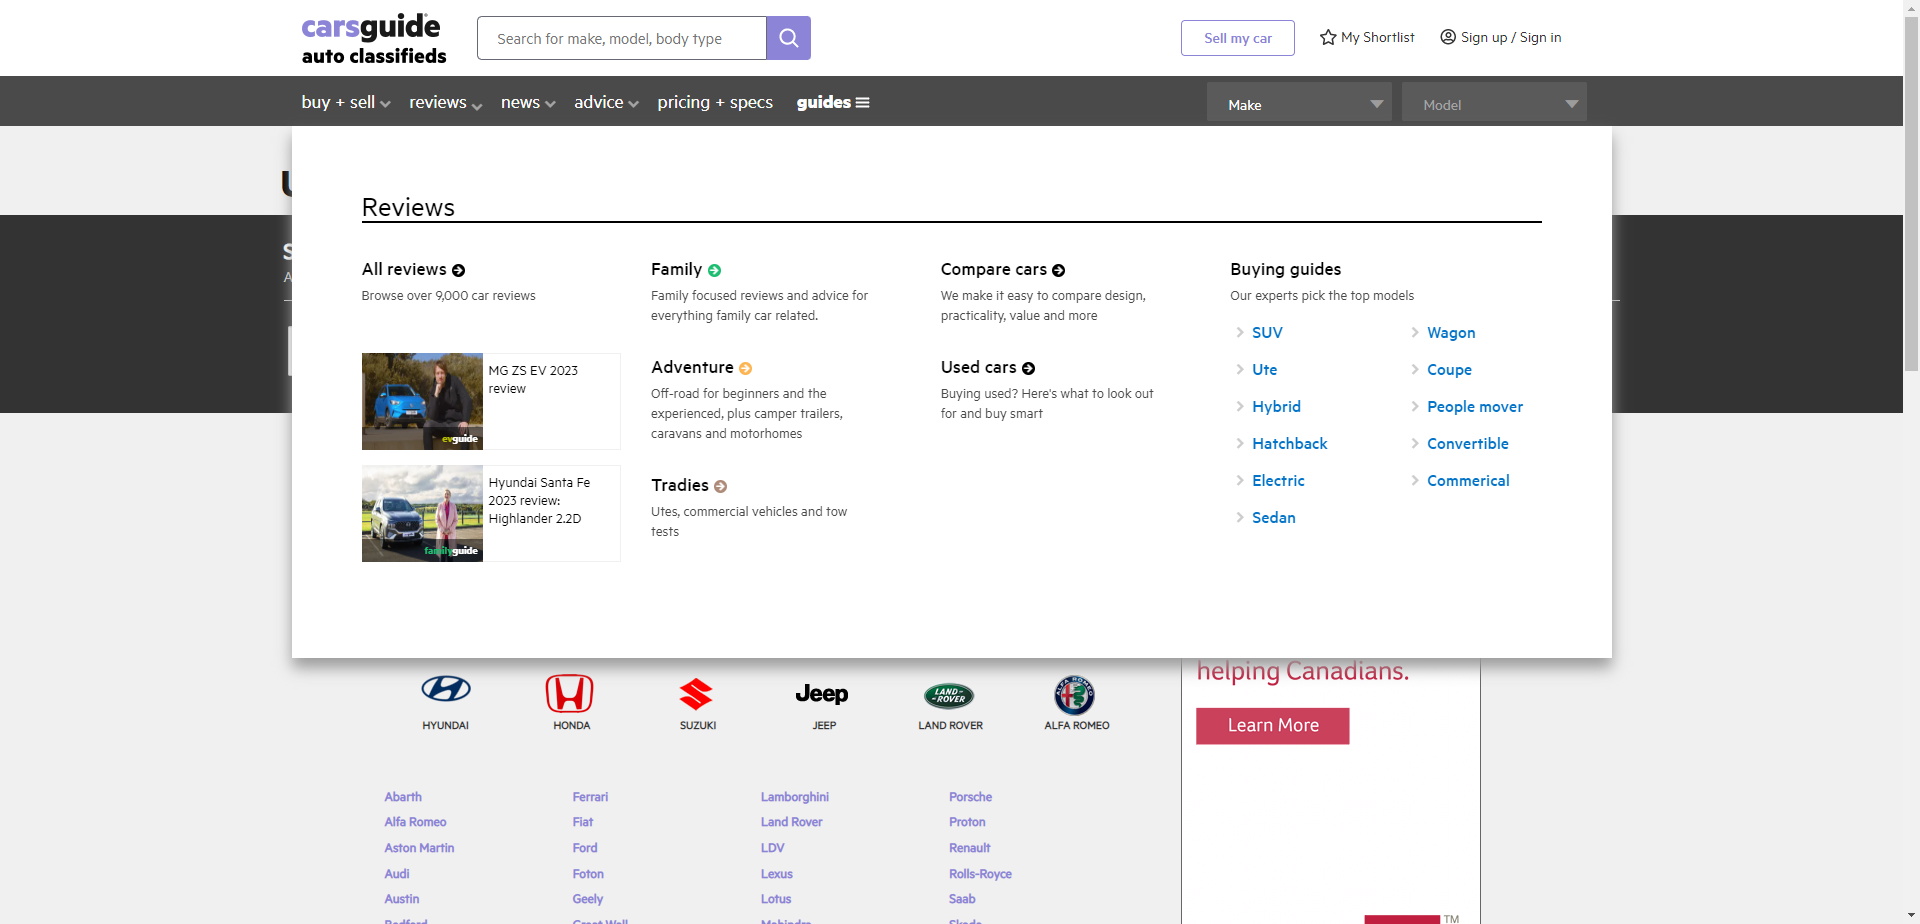 carsguide
auto classifieds
Search for make, model, body type
Sell my car
My Shortlist
Sign up / Sign in
buy + sell
reviews
news
advice
pricing + specs
guides
Make
Model
Reviews
All reviews
Browse over 9,000 car reviews
MG ZS EV 2023
review
evguide
Hyundai Santa Fe
2023 review:
Highlander 2.2D
familyguide
Family
Family focused reviews and advice for
everything family car related.
Adventure
Off-road for beginners and the
experienced, plus camper trailers,
caravans and motorhomes
Tradies
Utes, commercial vehicles and tow
tests
Compare cars
We make it easy to compare design,
practicality, value and more
Used cars
Buying used? Here's what to look out
for and buy smart
Buying guides
Our experts pick the top models
SUV
Wagon
Ute
Coupe
Hybrid
People mover
Hatchback
Convertible
Electric
Commerical
Sedan
helping Canadians.
Learn More
HYUNDAI
HONDA
SUZUKI
Jeep
JEEP
LAND-
ROVER
LAND ROVER
ALFA ROMEO
ALFA ROMEO
Abarth
Ferrari
Lamborghini
Porsche
Alfa Romeo
Fiat
Land Rover
Proton
Aston Martin
Ford
LDV
Renault
Audi
Foton
Lexus
Rolls-Royce
Austin
Geely
Lotus
Saab
TM